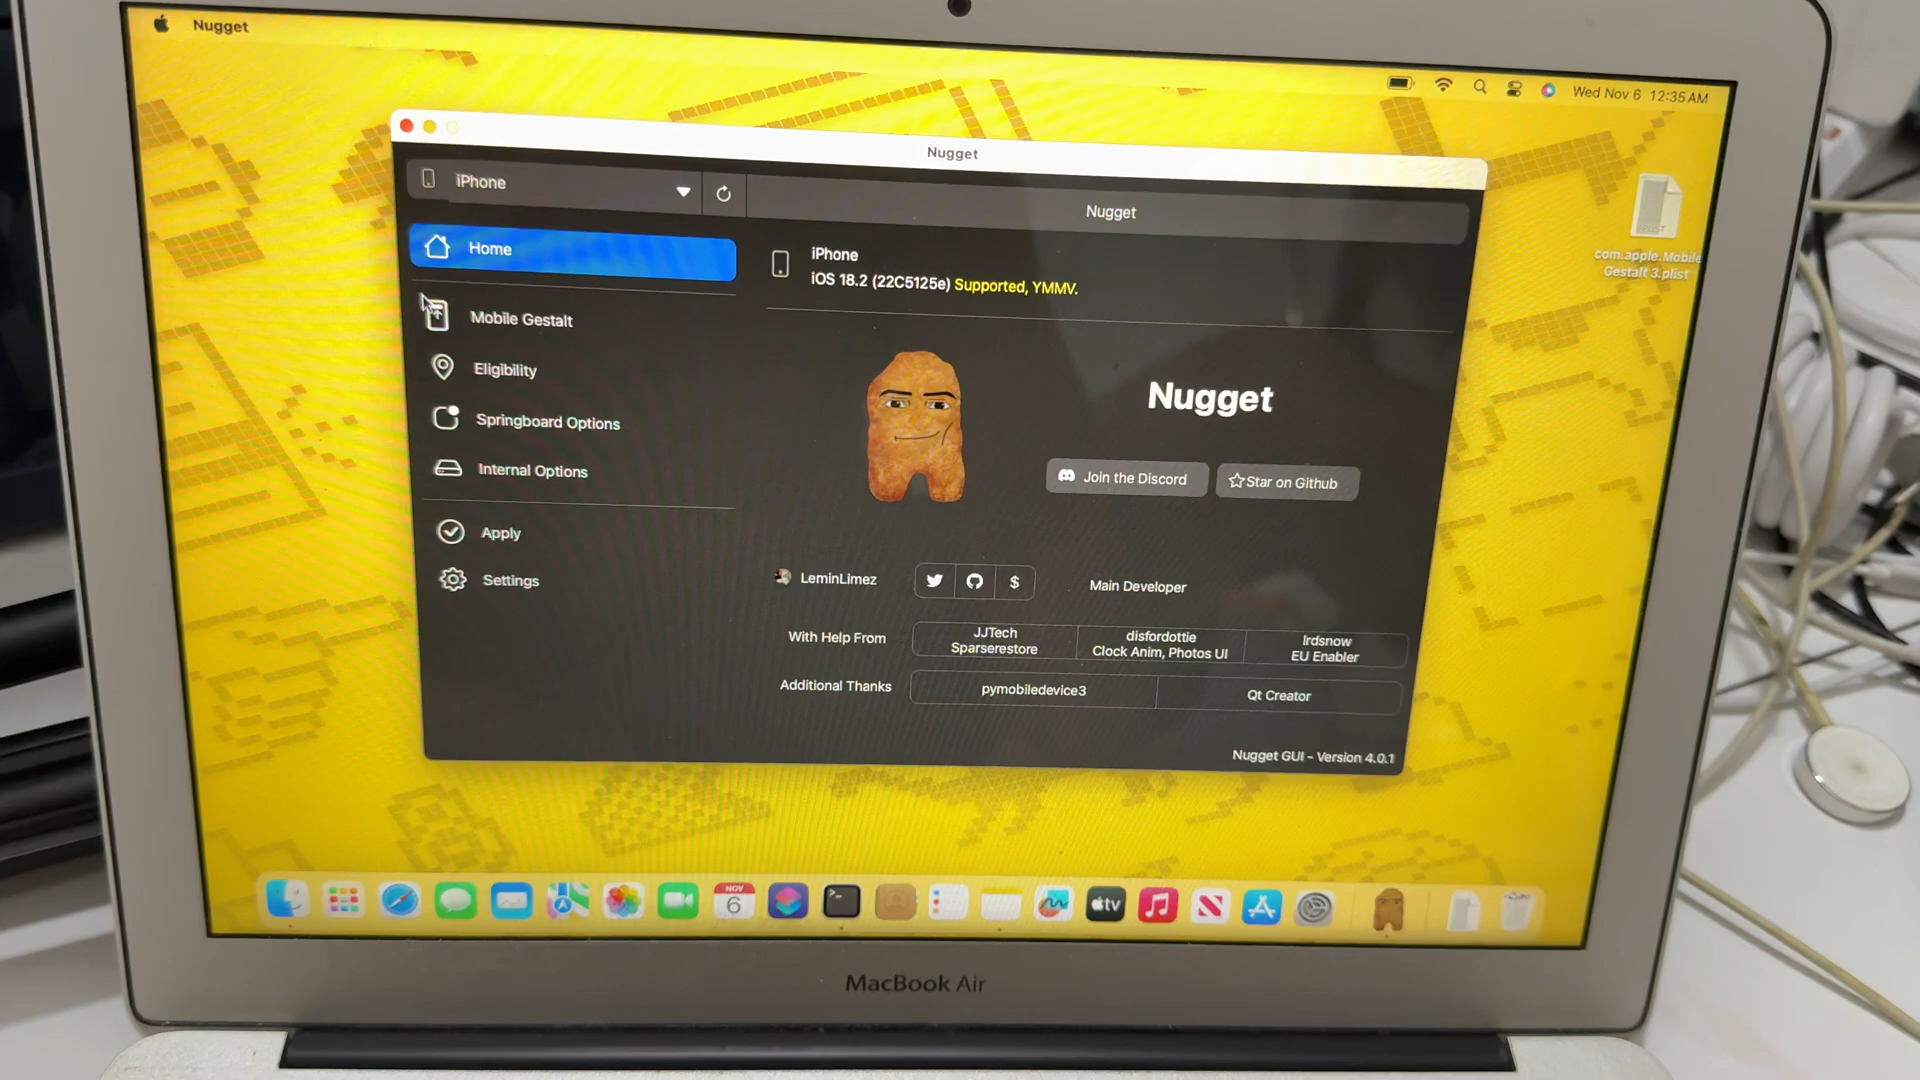 Nugget
Wed Nov 6 12:35 AM
Nugget
iPhone
Nugget
Home
iPhone
iOS 18.2 (22C5125e) Supported, YMMV.
com.apple.Mobile
Gestalt 3.plist
PLIST
Mobile Gestalt
Eligibility
Springboard Options
Internal Options
Apply
Settings
Nugget
Join the Discord
Star on Github
LeminLimez
$
Main Developer
With Help From
JJTech
Sparserestore
disfordottie
Clock Anim, Photos UI
lrdsnow
EU Enabler
Additional Thanks
pymobiledevice3
Qt Creator
Nugget GUI - Version 4.0.1
NOV
6
tv
MacBook Air